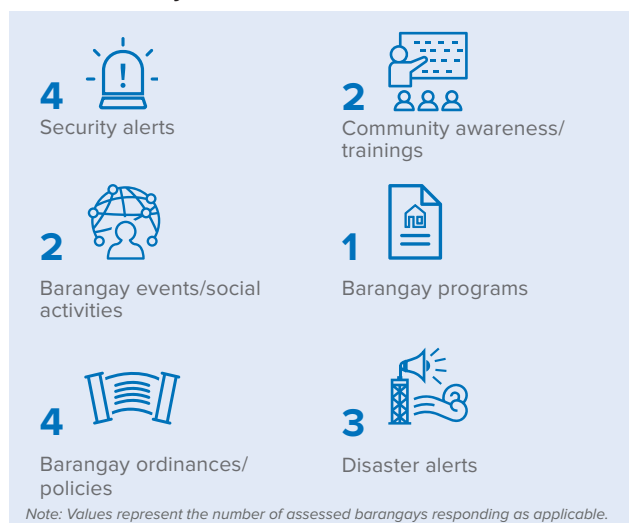 4
Security alerts
2
Community awareness/
trainings
2
Barangay events/social
activities
1
Barangay programs
4
Barangay ordinances/
policies
3
Disaster alerts
Note: Values represent the number of assessed barangays responding as applicable.